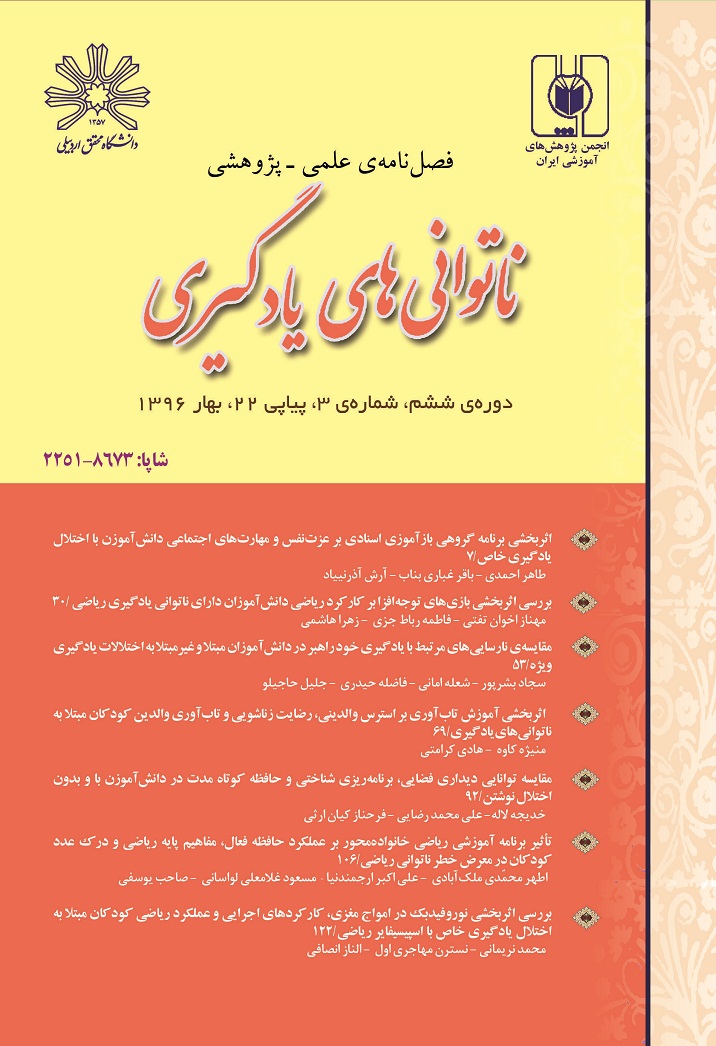 انجمن پژوهش‌های
آموزشی ایران
۱۳۵۷
دانشگاه محقق اردبیلی
فصل‌نامه‌ی علمی - پژوهشی
ناتوانی های یادگیری
دوره‌ی ششم، شماره‌ی ۳، پیاپی ۲۲، بهار ۱۳۹۶
شاپا: ۸۶۷۳-۲۲۵۱
اثربخشی برنامه گروهی بازآموزی اسنادی بر عزت‌نفس و مهارت‌های اجتماعی دانش‌آموزن با اختلال
یادگیری خاص/۷
طاهر احمدی - باقر غباری بناب - آرش آذرنییاد
بررسی اثربخشی بازی‌های توجه‌افزا بر کارکرد ریاضی دانش‌آموزان دارای ناتوانی یادگیری ریاضی /۳۰
مهناز اخوان تفتی - فاطمه رباط جزی - زهرا هاشمی
مقایسه‌ی نارسایی‌های مرتبط با یادگیری خود راهبر در دانش‌آموزان مبتلا و غیر مبتلا به اختلالات یادگیری
ویژه/۵۳
سجاد بشرپور - شعله امانی - فاضله حیدری - جلیل حاجیلو
اثربخشی آموزش تاب‌آوری بر استرس والدینی، رضایت زناشویی و تاب‌آوری والدین کودکان مبتلا به
ناتوانی‌های یادگیری/۶۹
منیژه کاوه - هادی کرامتی
مقایسه توانایی دیداری فضایی، برنامه‌ریزی شناختی و حافظه کوتاه مدت در دانش‌آموزن با و بدون
اختلال نوشتن/۹۲
خدیجه لاله - علی محمد رضایی - فرحناز کیان ارثی
تأثیر برنامه آموزشی ریاضی خانواده‌محور بر عملکرد حافظه فعال، مفاهیم پایه ریاضی و درک عدد
کودکان در معرض خطر ناتوانی ریاضی/۱۰۶
اطهر محمدی ملک‌آبادی - علی اکبر ارجمندنیا - مسعود غلامعلی لواسانی - صاحب یوسفی
بررسی اثربخشی نوروفیدبک در امواج مغزی، کارکردهای اجرایی و عملکرد ریاضی کودکان مبتلا به
اختلال یادگیری خاص با اسپیسیفایر ریاضی/۱۲۲
محمد نریمانی - نسترن مهاجری اول - الناز انصافی